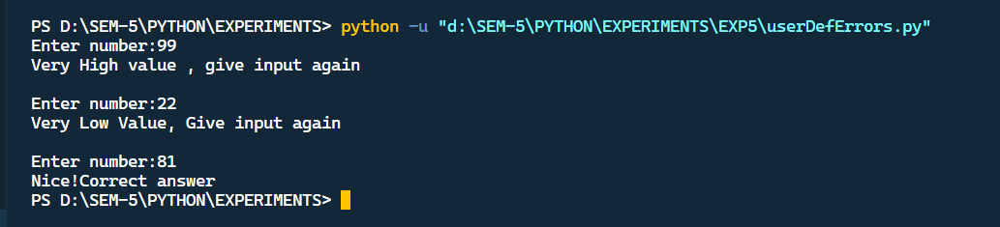 PS D:\SEM-5\PYTHON\EXPERIMENTS> python -u "d:\SEM-5\PYTHON\EXPERIMENTS\EXP5\userDefErrors.py"
Enter number:99
Very High value , give input again
Enter number:22
Very Low Value, Give input again
Enter number:81
Nice!Correct answer
PS D:\SEM-5\PYTHON\EXPERIMENTS>